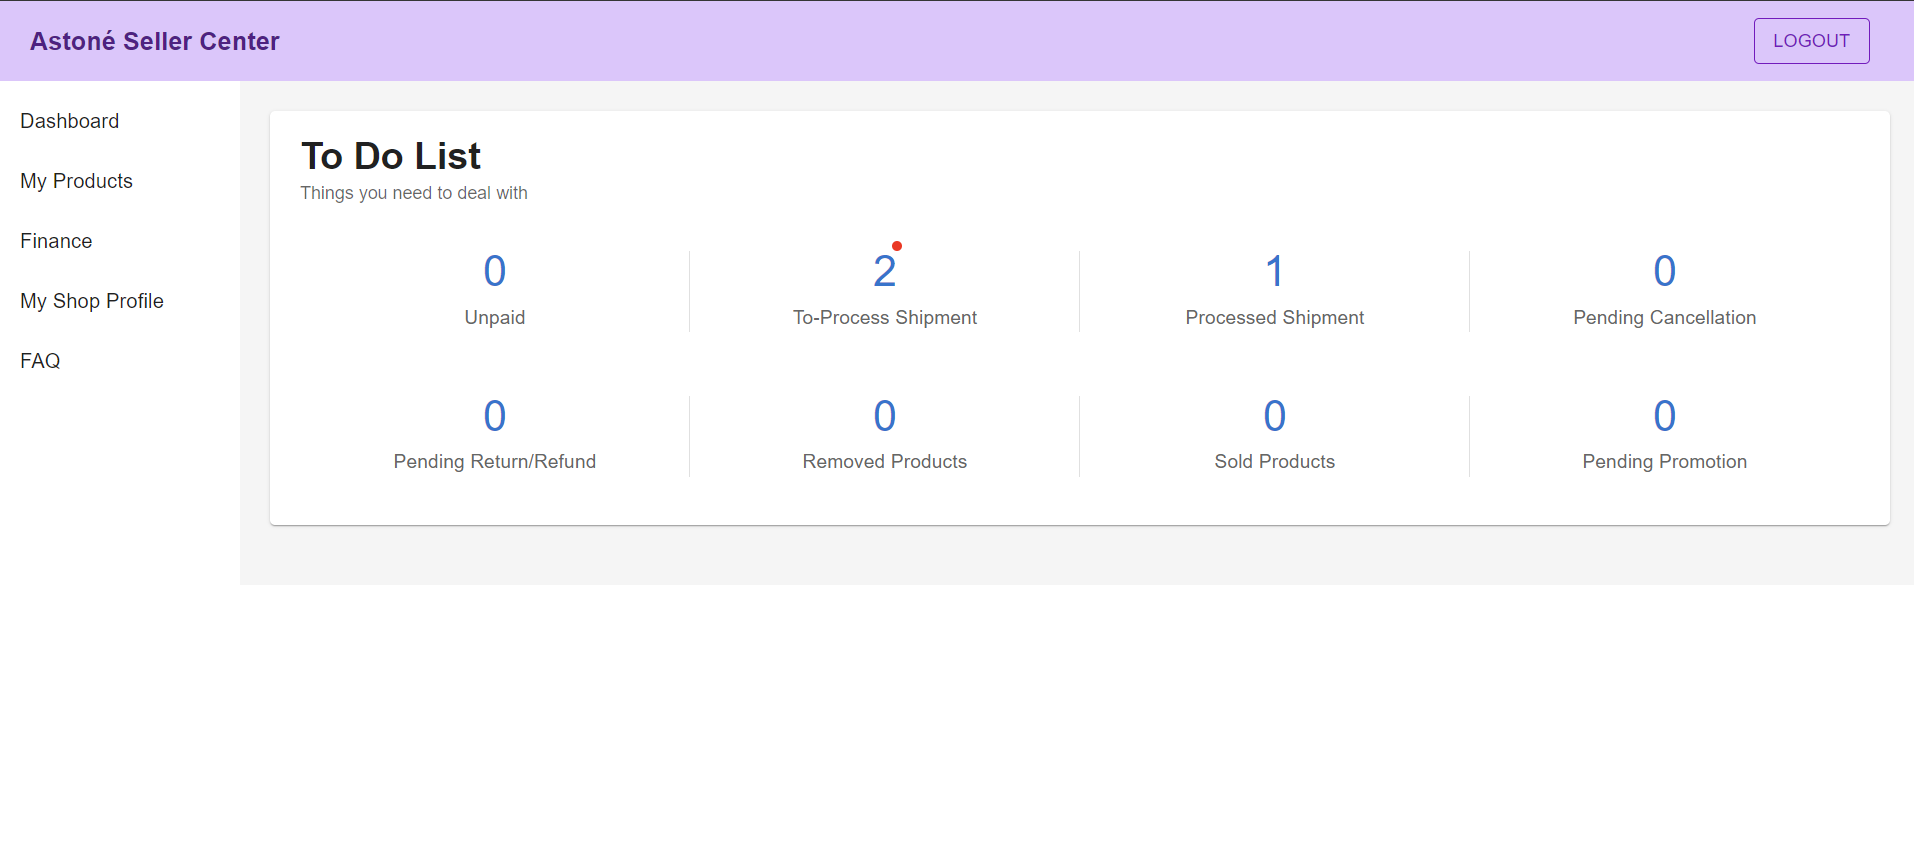 Astoné Seller Center
LOGOUT
Dashboard
My Products
Finance
My Shop Profile
FAQ
To Do List
Things you need to deal with
0
Unpaid
2
To-Process Shipment
1
Processed Shipment
0
Pending Cancellation
0
Pending Return/Refund
0
Removed Products
0
Sold Products
0
Pending Promotion